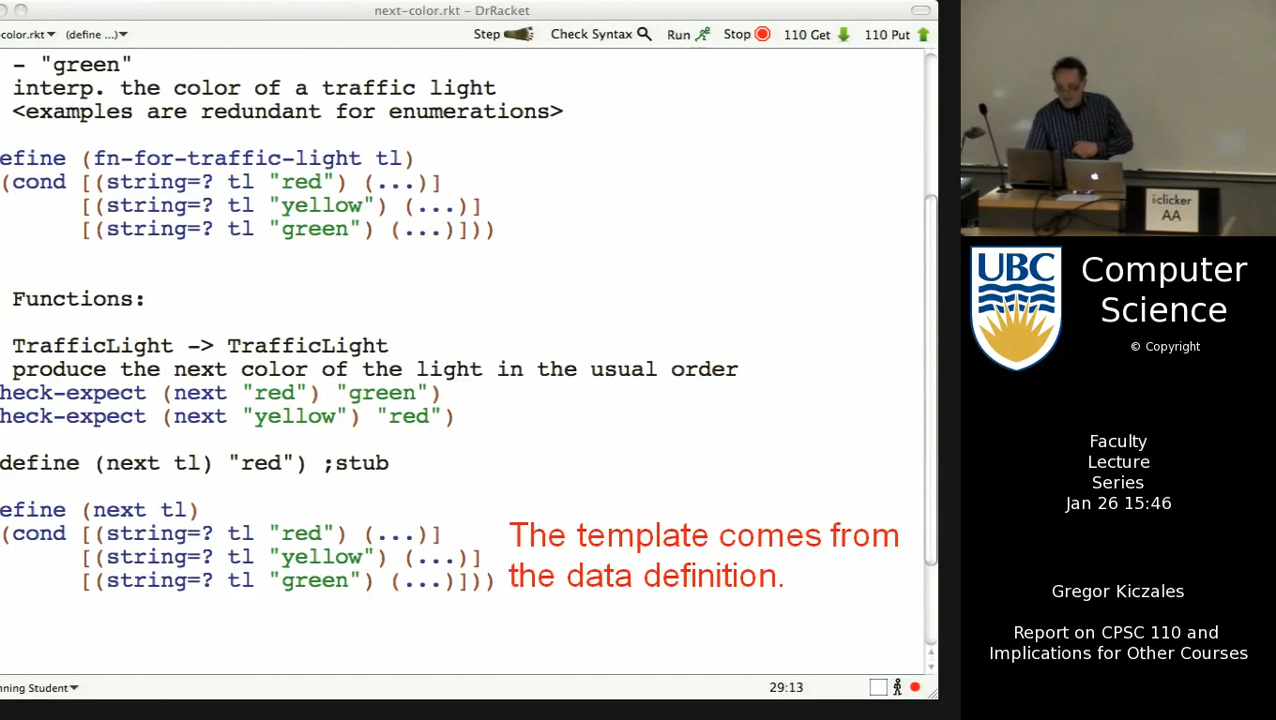 next-color.rkt - DrRacket
-color.rkt (define ...)
Step Check Syntax Run Stop 110 Get 110 Put
- "green"
interp. the color of a traffic light
<examples are redundant for enumerations>
efine (fn-for-traffic-light tl)
(cond [(string=? tl "red") (...)]
[(string=? tl "yellow") (...)]
[(string=? tl "green") (...)]))
Functions:
TrafficLight -> TrafficLight
produce the next color of the light in the usual order
heck-expect (next "red") "green")
heck-expect (next "yellow") "red")
define (next tl) "red") ;stub
efine (next tl)
(cond [(string=? tl "red") (...)]
[(string=? tl "yellow") (...)]
[(string=? tl "green") (...)]))
The template comes from
the data definition.
nning Student
29:13
i-clicker
AA
UBC
Computer
Science
© Copyright
Faculty
Lecture
Series
Jan 26 15:46
Gregor Kiczales
Report on CPSC 110 and
Implications for Other Courses